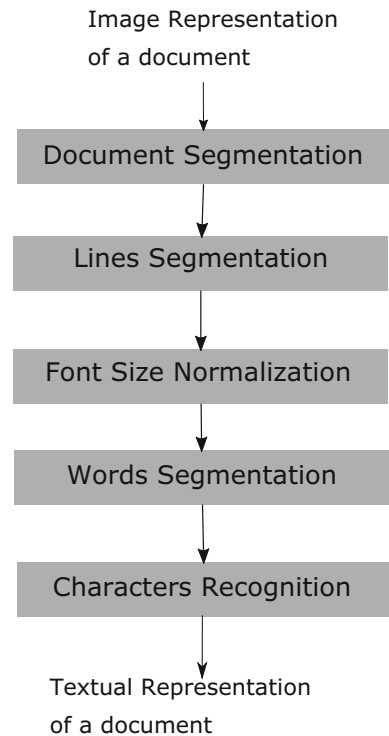 Image Representation
of a document
Document Segmentation
Lines Segmentation
Font Size Normalization
Words Segmentation
Characters Recognition
Textual Representation
of a document